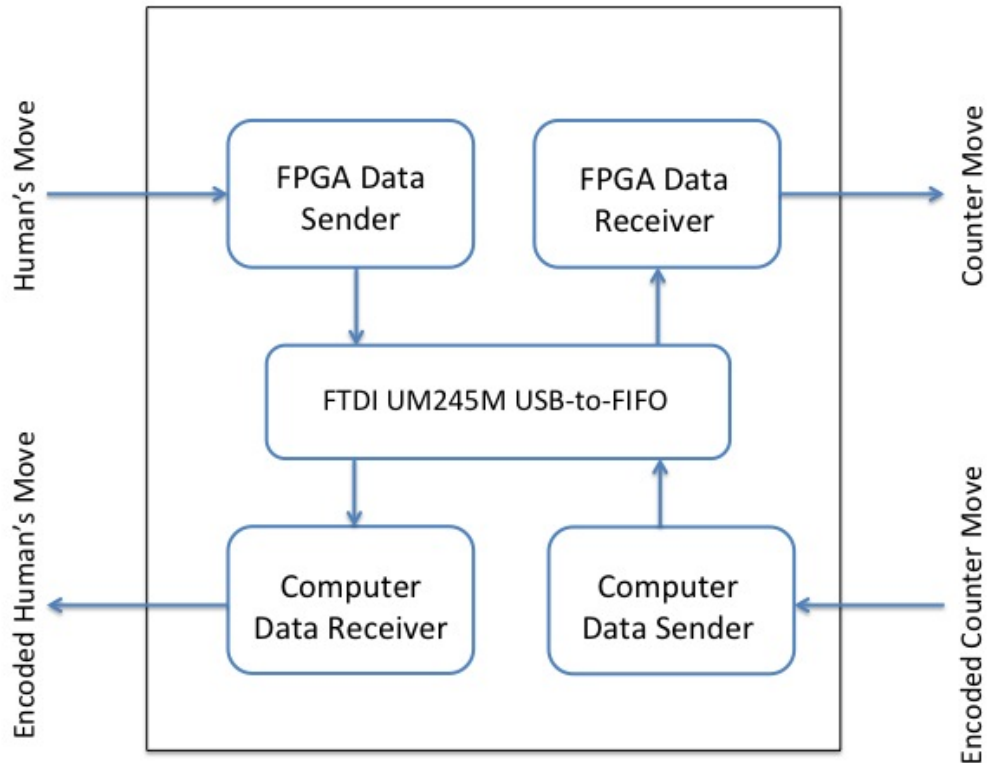 Human's Move
FPGA Data
Sender
FPGA Data
Receiver
Counter Move
FTDI UM245M USB-to-FIFO
Encoded Human's Move
Computer
Data Receiver
Computer
Data Sender
Encoded Counter Move